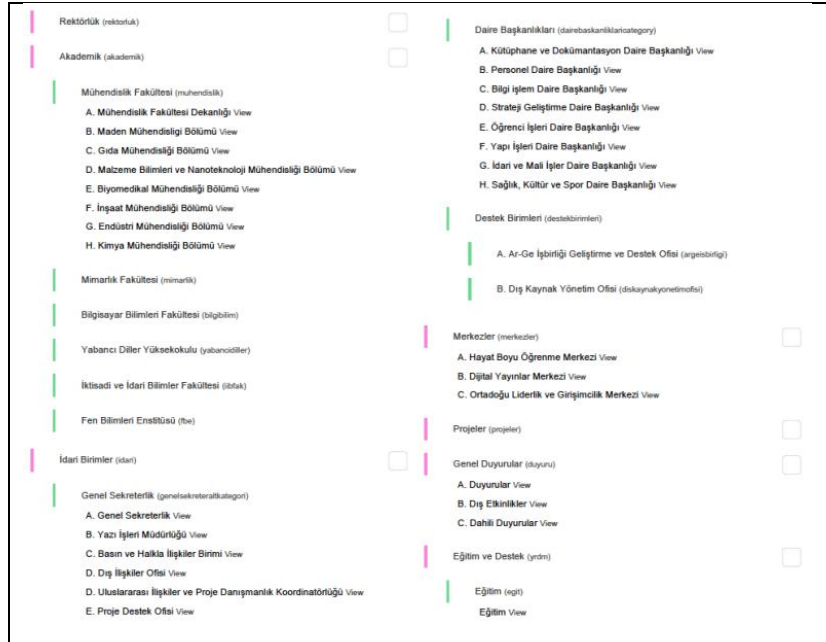 Rektörlük (rektorluk)
Akademik (akademik)
Mühendislik Fakültesi (muhendislik)
A. Mühendislik Fakültesi Dekanlığı View
B. Maden Mühendisligi Bölümü View
C. Gıda Mühendisliği Bölümü View
D. Malzeme Bilimleri ve Nanoteknoloji Mühendisliği Bölümü View
E. Biyomedikal Mühendisliği Bölümü View
F. İnşaat Mühendisliği Bölümü View
G. Endüstri Mühendisliği Bölümü View
H. Kimya Mühendisliği Bölümü View
Mimarlık Fakültesi (mimarlik)
Bilgisayar Bilimleri Fakültesi (bilgibilim)
Yabancı Diller Yüksekokulu (yabancidiller)
İktisadi ve İdari Bilimler Fakültesi (iibfak)
Fen Bilimleri Enstitüsü (fbe)
İdari Birimler (idari)
Genel Sekreterlik (genelsekreteraltkategori)
A. Genel Sekreterlik View
B. Yazı İşleri Müdürlüğü View
C. Basın ve Halkla İlişkiler Birimi View
D. Dış İlişkiler Ofisi View
D. Uluslararası İlişkiler ve Proje Danışmanlık Koordinatörlüğü View
E. Proje Destek Ofisi View
Daire Başkanlıkları (dairebaskanliklaricategory)
A. Kütüphane ve Dokümantasyon Daire Başkanlığı View
B. Personel Daire Başkanlığı View
C. Bilgi işlem Daire Başkanlığı View
D. Strateji Geliştirme Daire Başkanlığı View
E. Öğrenci İşleri Daire Başkanlığı View
F. Yapı İşleri Daire Başkanlığı View
G. İdari ve Mali İşler Daire Başkanlığı View
H. Sağlık, Kültür ve Spor Daire Başkanlığı View
Destek Birimleri (destekbirimleri)
A. Ar-Ge İşbirliği Geliştirme ve Destek Ofisi (argeisbirligi)
B. Dış Kaynak Yönetim Ofisi (diskaynakyonetimofisi)
Merkezler (merkezler)
A. Hayat Boyu Öğrenme Merkezi View
B. Dijital Yayınlar Merkezi View
C. Ortadoğu Liderlik ve Girişimcilik Merkezi View
Projeler (projeler)
Genel Duyurular (duyuru)
A. Duyurular View
B. Dış Etkinlikler View
C. Dahili Duyurular View
Eğitim ve Destek (yrdm)
Eğitim (egit)
Eğitim View